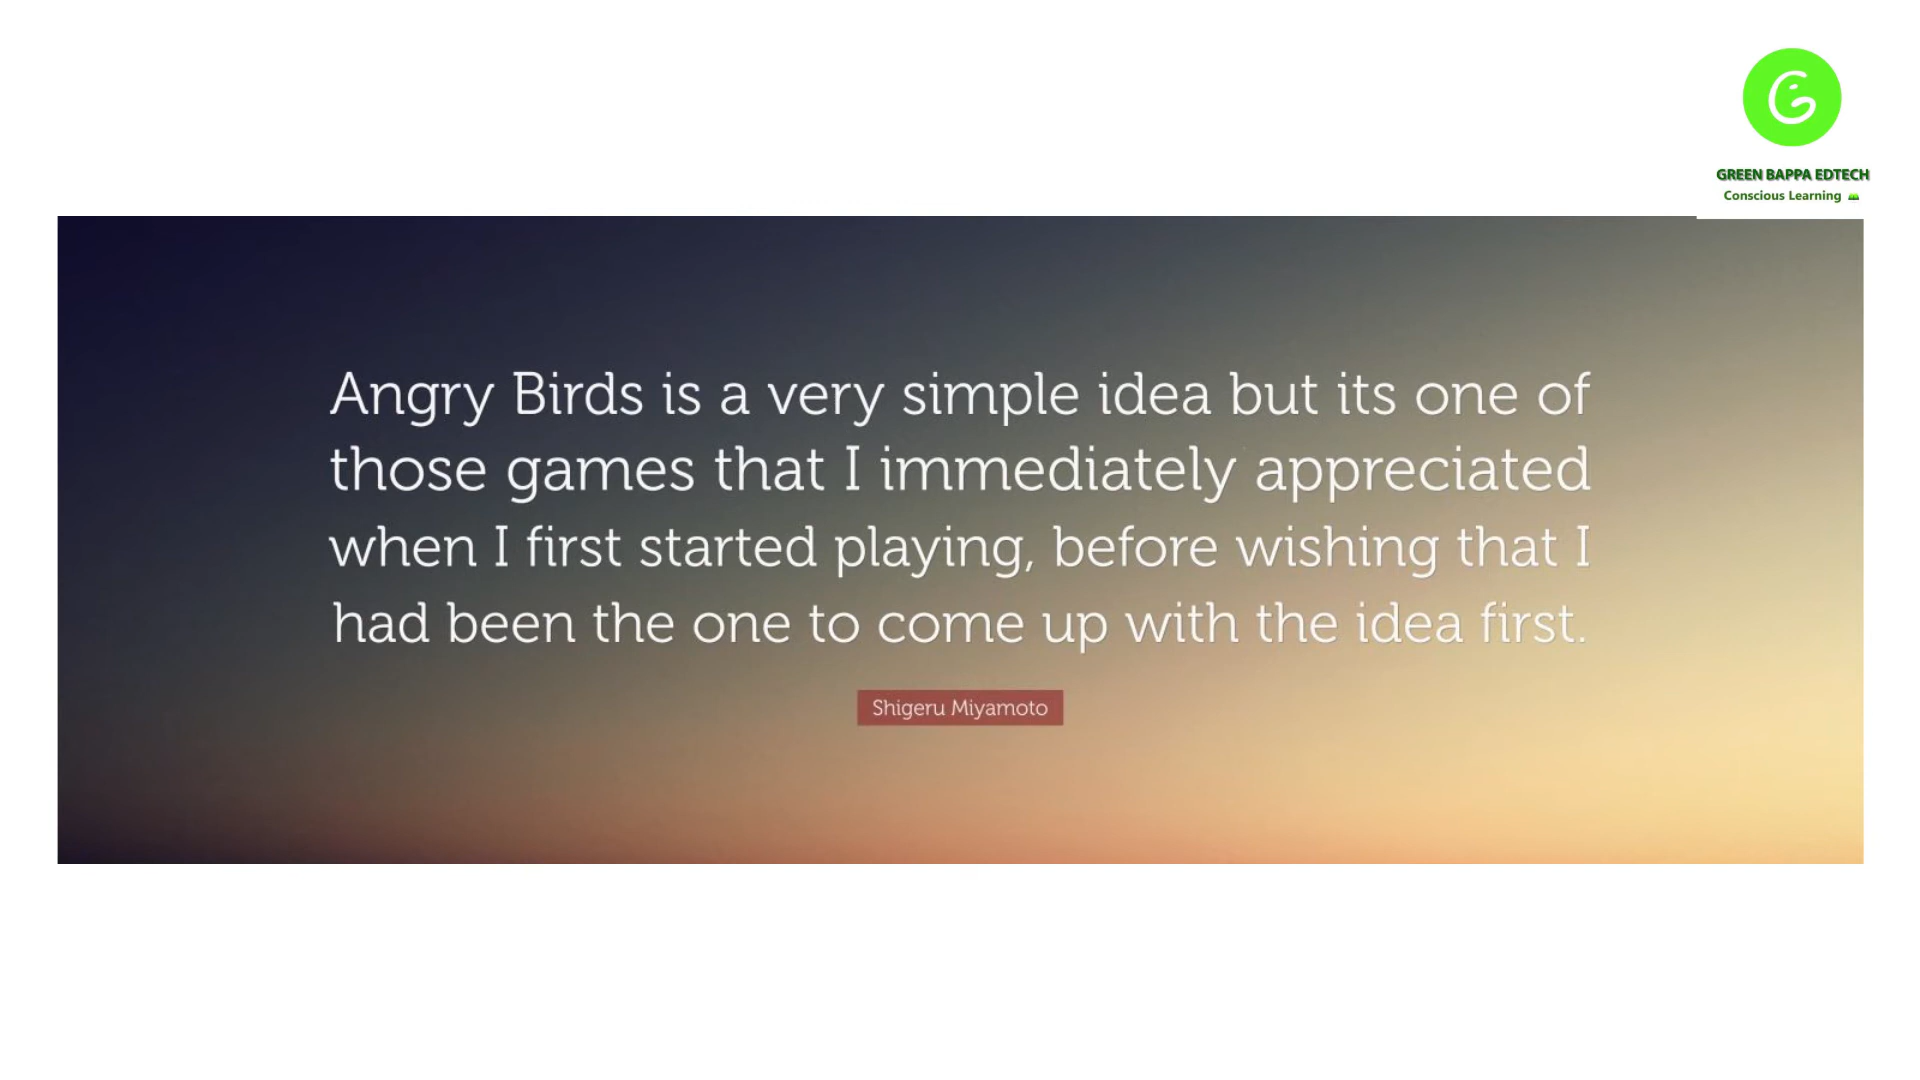 GREEN BAPPA EDTECH
Conscious Learning
Angry Birds is a very simple idea but its one of
those games that I immediately appreciated
when I first started playing, before wishing that I
had been the one to come up with the idea first.
Shigeru Miyamoto